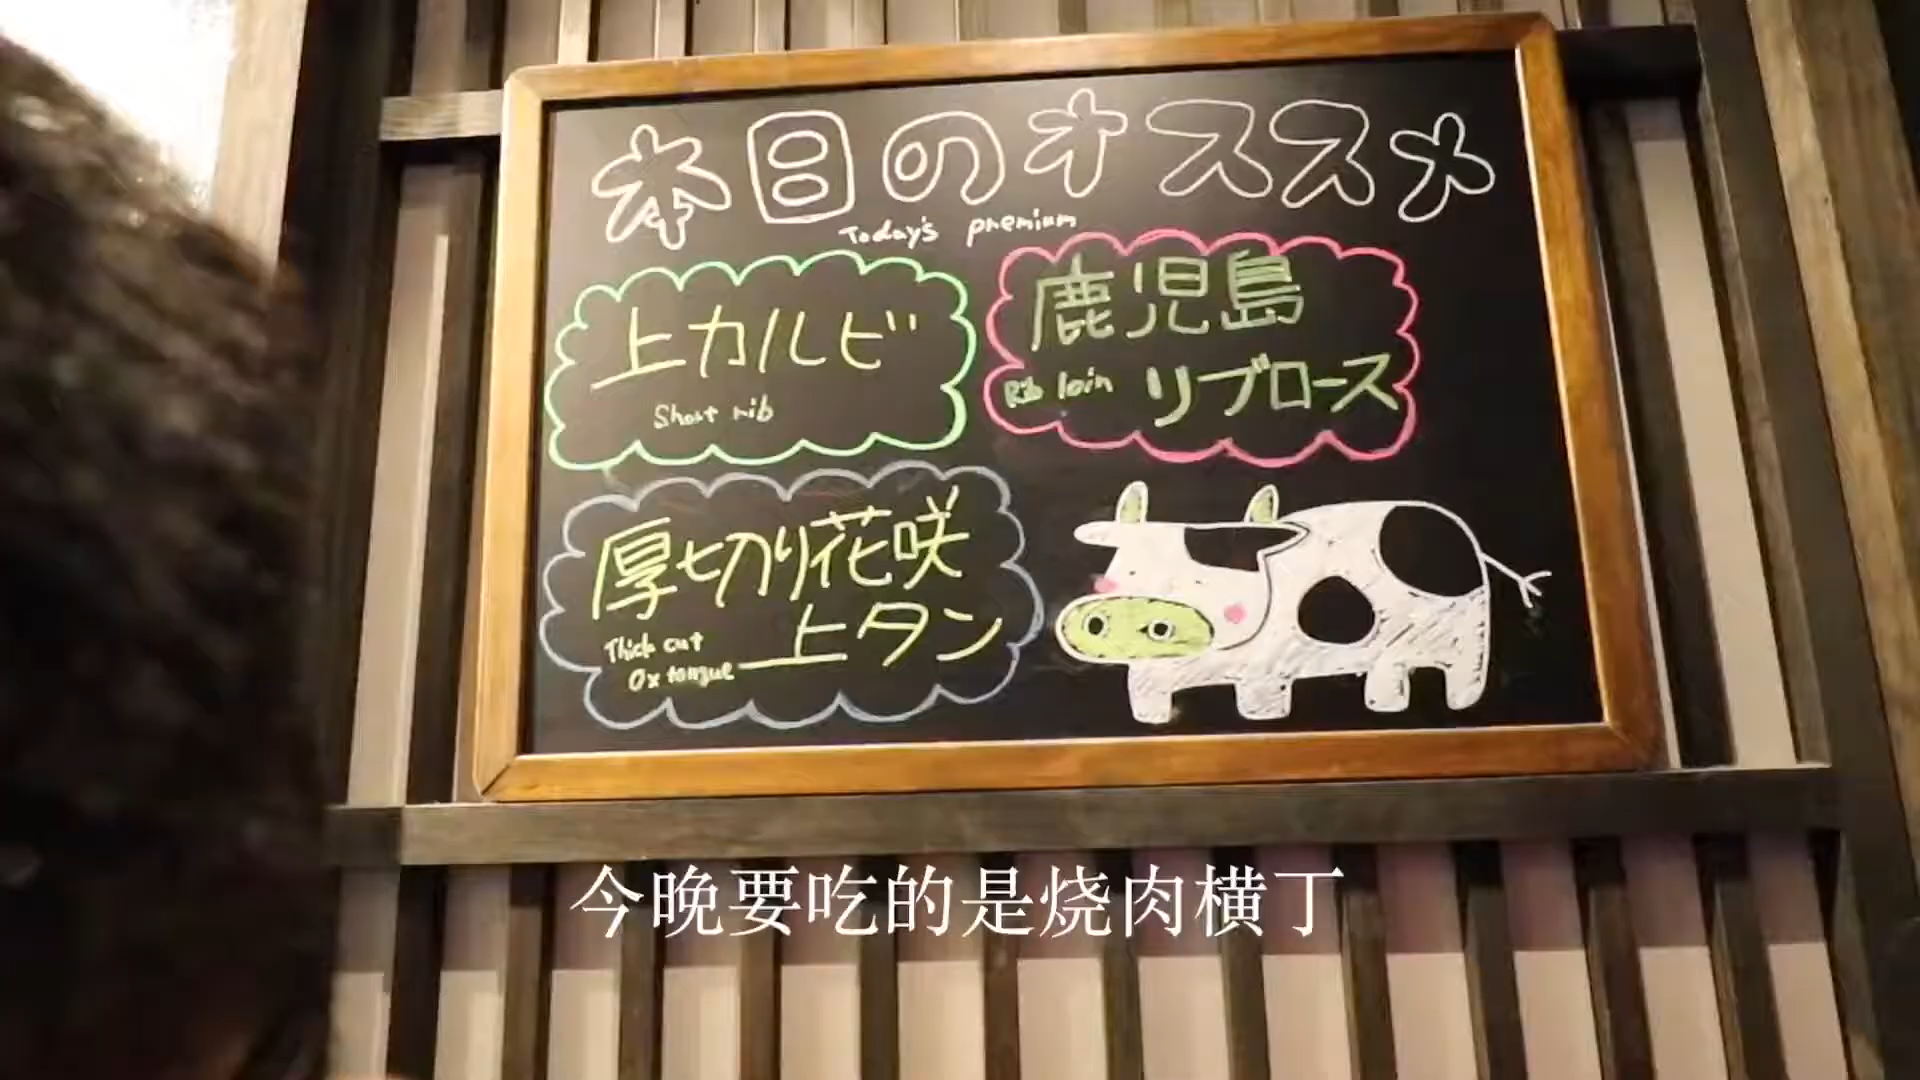 本日のオススメ
Today's premium
上カルビ
Short rib
鹿児島
Rib loin リブロース
厚切り花咲
上タン
Thick cut
Ox tongue
今晚要吃的是烧肉横丁